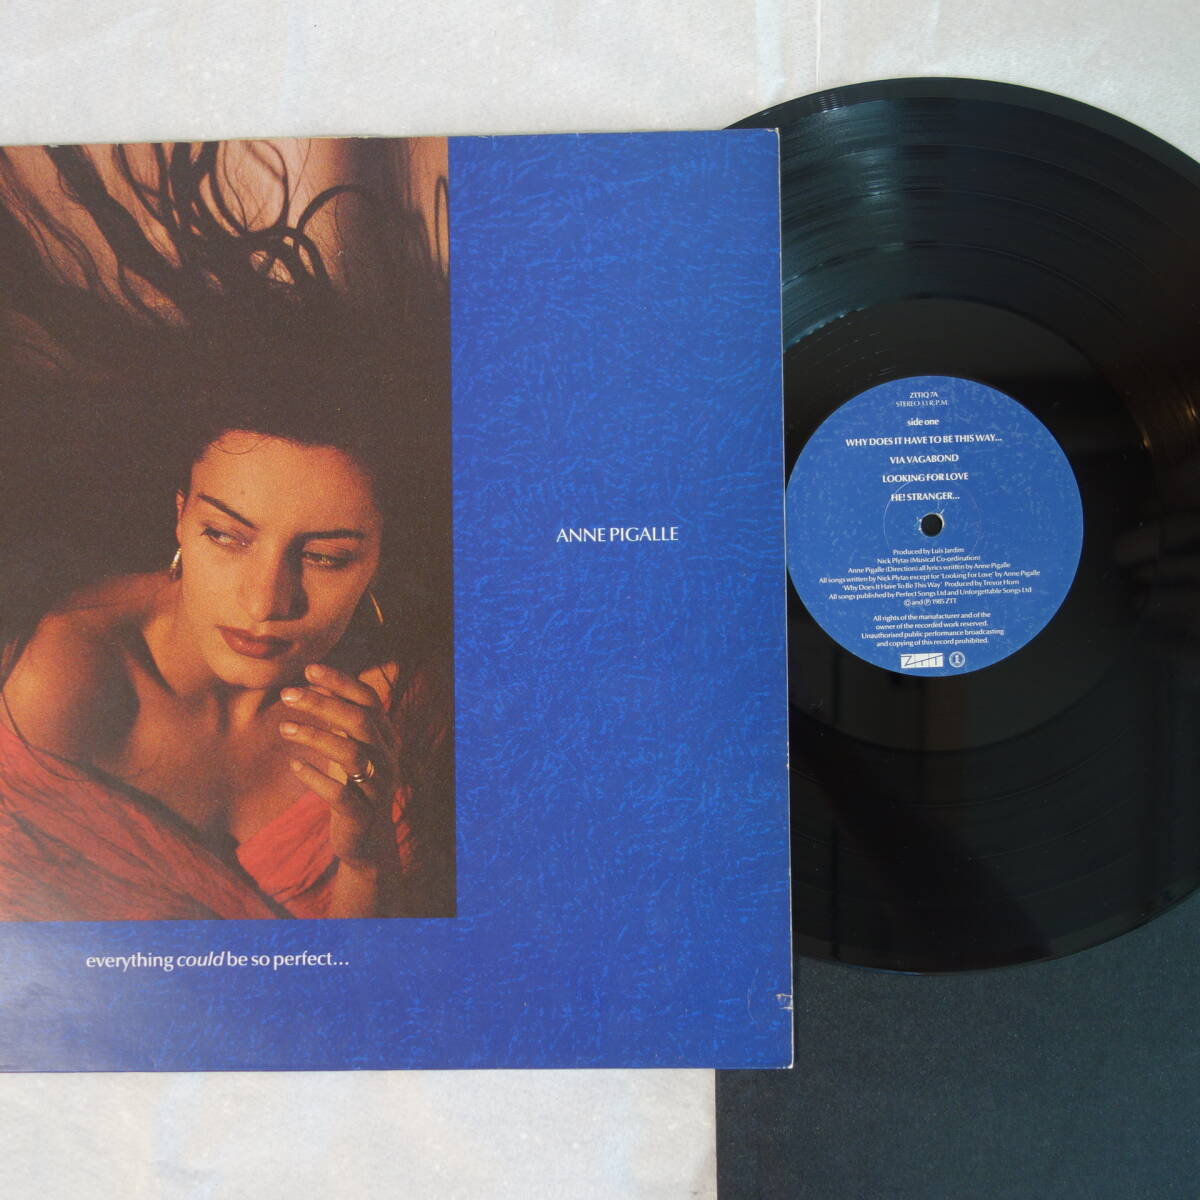 ANNE PIGALLE
everything could be so perfect...
ZTTIQ 7A
STEREO 33 R.P.M.
side one
WHY DOES IT HAVE TO BE THIS WAY...
VIA VAGABOND
LOOKING FOR LOVE
HE! STRANGER...
Produced by Luis Jardim
Nick Plytas (Musical Co-ordination)
Anne Pigalle (Direction) all lyrics written by Anne Pigalle
All songs written by Nick Plytas except for 'Looking For Love' by Anne Pigalle
'Why Does It Have To Be This Way' Produced by Trevor Horn
All songs published by Perfect Songs Ltd and Unforgettable Songs Ltd
© and ℗ 1985 ZTT
All rights of the manufacturer and of the
owner of the recorded work reserved.
Unauthorised public performance broadcasting
and copying of this record prohibited.
ZTT